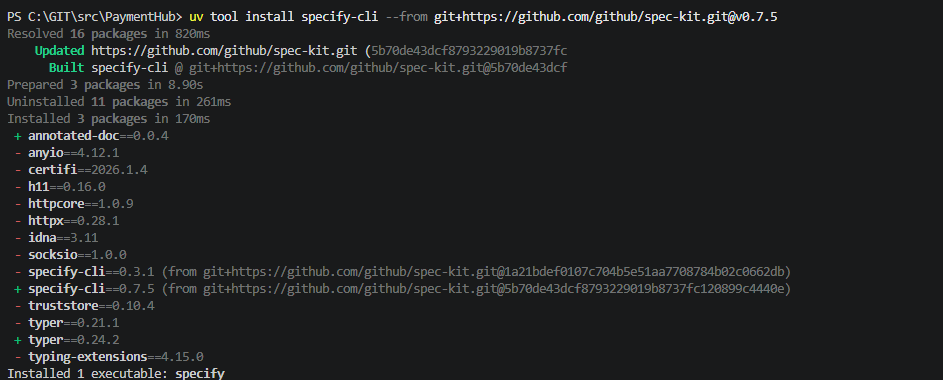 PS C:\GIT\src\PaymentHub> uv tool install specify-cli --from git+https://github.com/github/spec-kit.git@v0.7.5
Resolved 16 packages in 820ms
    Updated https://github.com/github/spec-kit.git (5b70de43dcf8793229019b8737fc
      Built specify-cli @ git+https://github.com/github/spec-kit.git@5b70de43dcf
Prepared 3 packages in 8.90s
Uninstalled 11 packages in 261ms
Installed 3 packages in 170ms
 + annotated-doc==0.0.4
 - anyio==4.12.1
 - certifi==2026.1.4
 - h11==0.16.0
 - httpcore==1.0.9
 - httpx==0.28.1
 - idna==3.11
 - socksio==1.0.0
 - specify-cli==0.3.1 (from git+https://github.com/github/spec-kit.git@1a21bdef0107c704b5e51aa7708784b02c0662db)
 + specify-cli==0.7.5 (from git+https://github.com/github/spec-kit.git@5b70de43dcf8793229019b8737fc120899c4440e)
 - truststore==0.10.4
 - typer==0.21.1
 + typer==0.24.2
 - typing-extensions==4.15.0
Installed 1 executable: specify